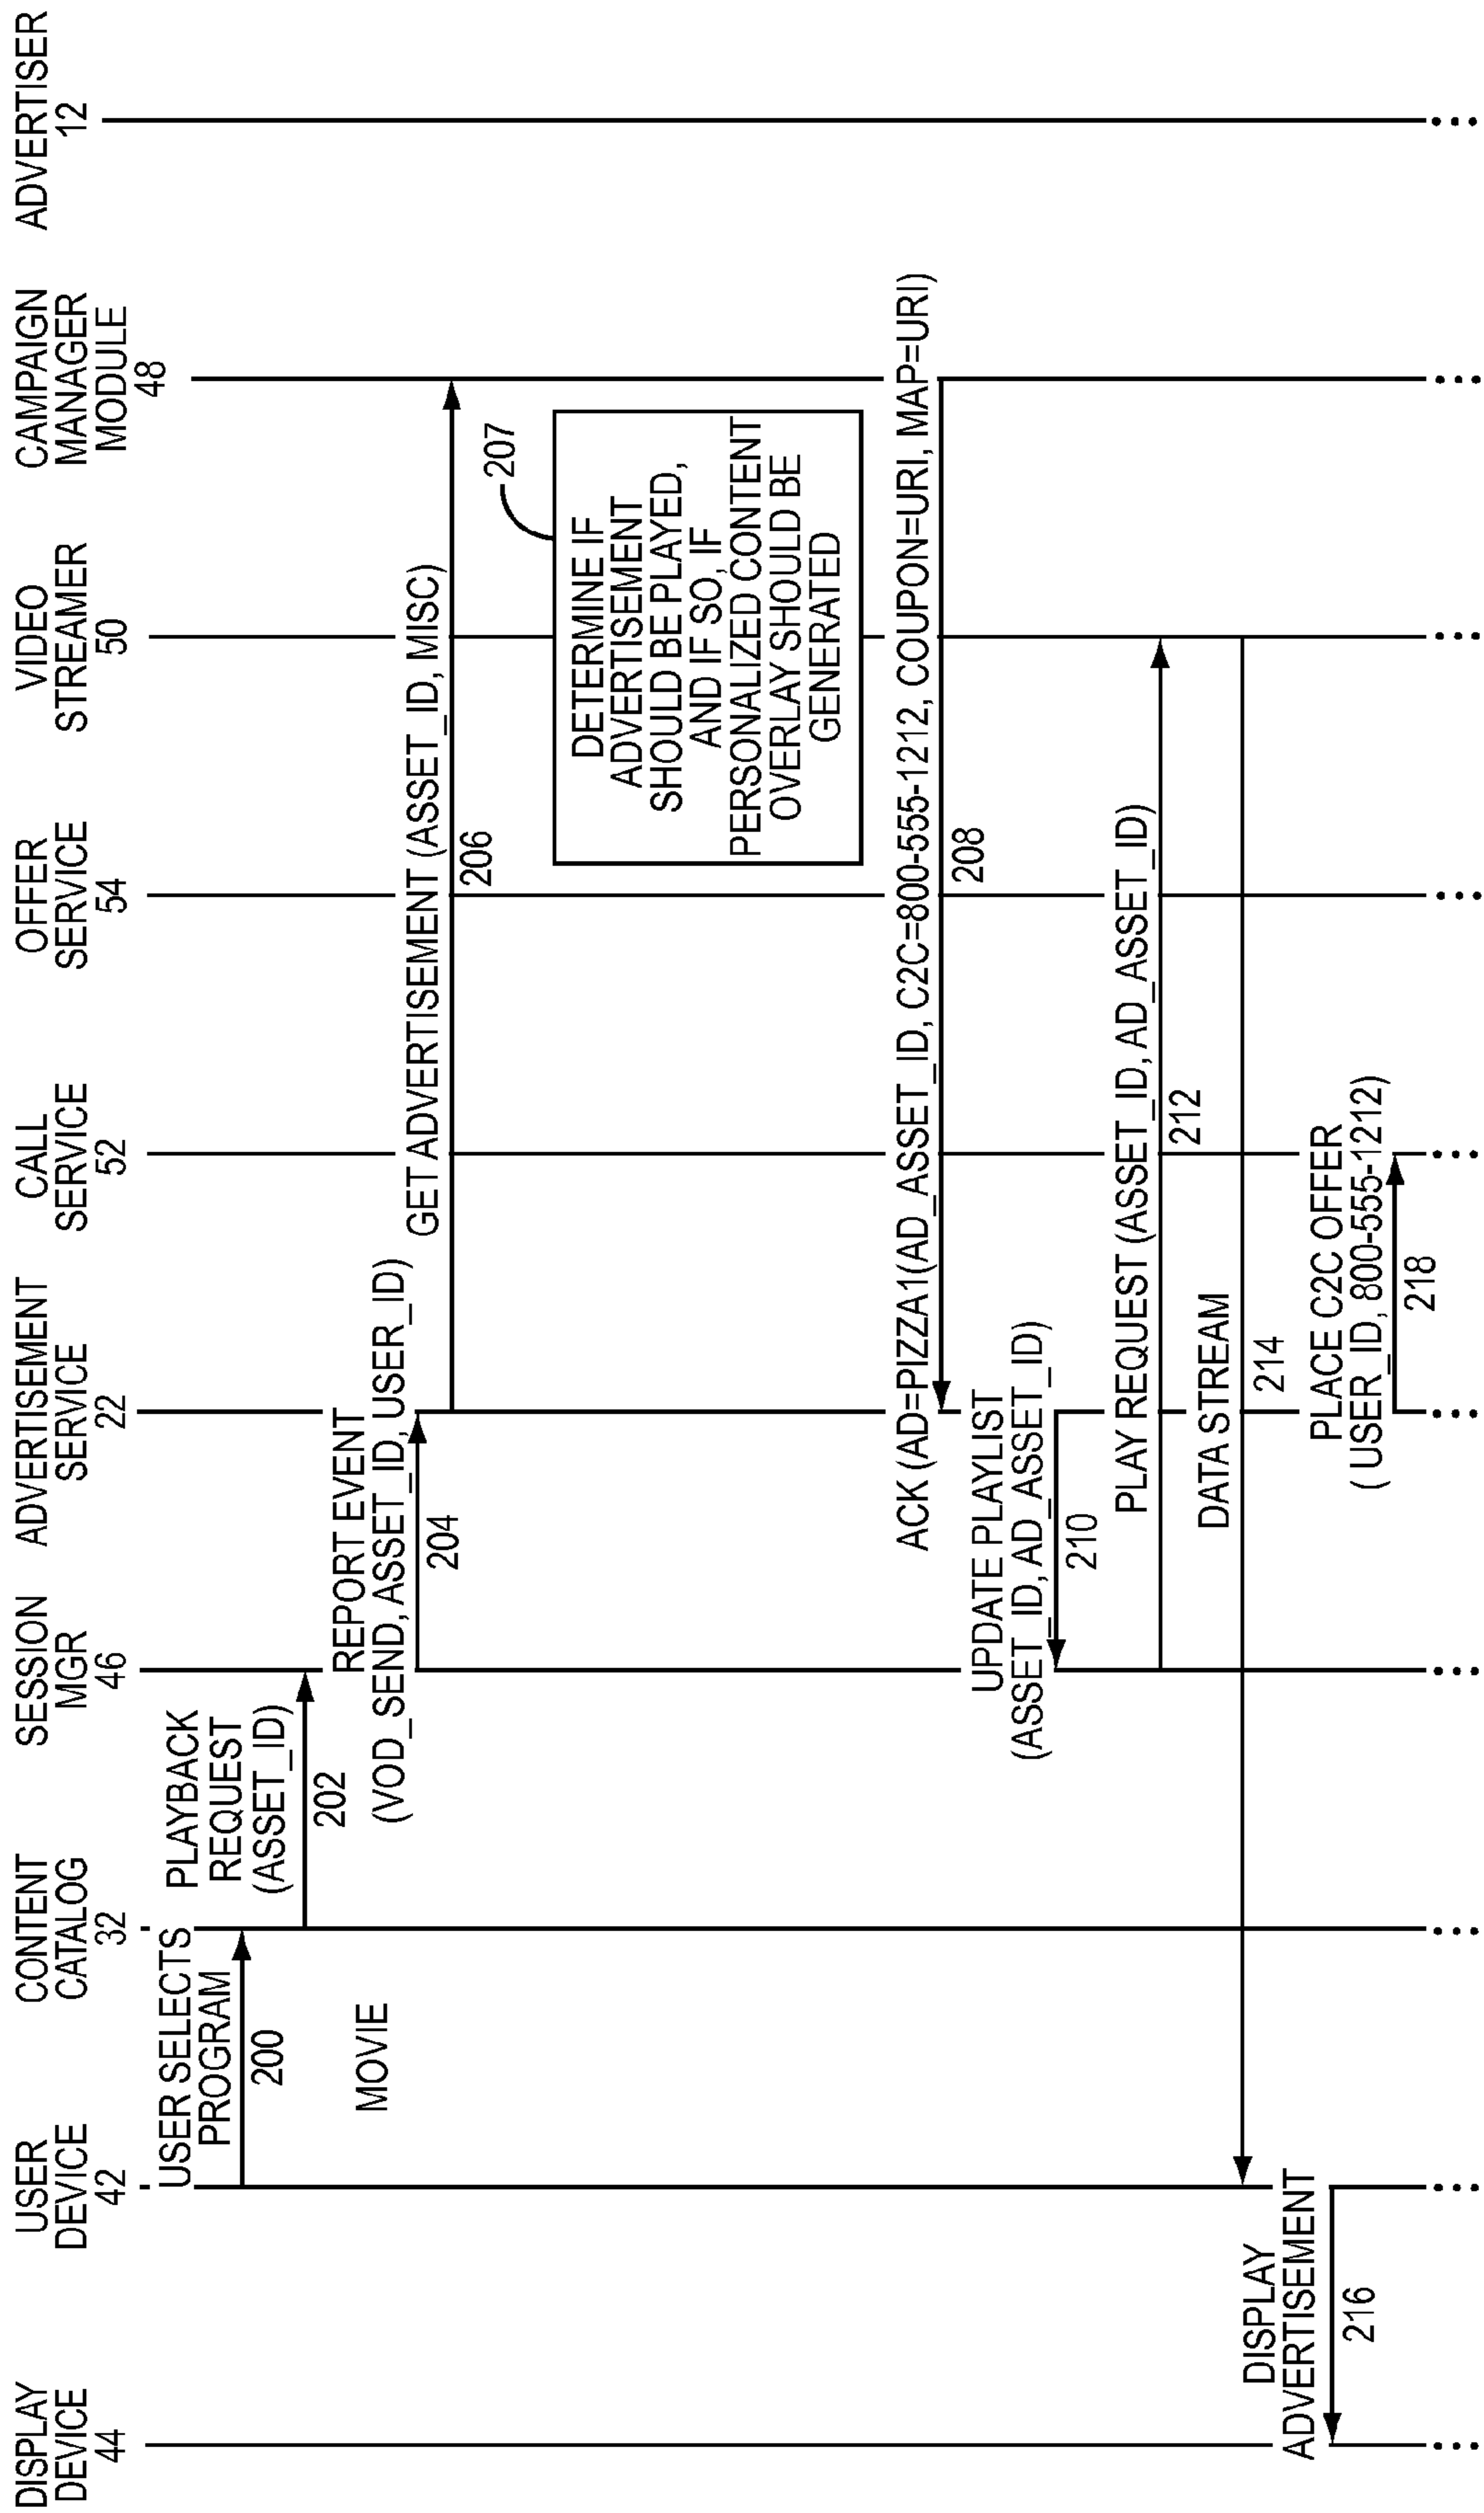 DISPLAY
DEVICE
44
USER
DEVICE
42
CONTENT
CATALOG
32
SESSION
MGR
46
ADVERTISEMENT
SERVICE
22
CALL
SERVICE
52
OFFER
SERVICE
54
VIDEO
STREAMER
50
CAMPAIGN
MANAGER
MODULE
48
ADVERTISER
12
USER SELECTS
PROGRAM
200
PLAYBACK
REQUEST
(ASSET_ID)
202
MOVIE
REPORT EVENT
(VOD_SEND, ASSET_ID, USER_ID)
204
GET ADVERTISEMENT (ASSET_ID, MISC)
206
207
DETERMINE IF
ADVERTISEMENT
SHOULD BE PLAYED,
AND IF SO, IF
PERSONALIZED CONTENT
OVERLAY SHOULD BE
GENERATED
ACK (AD=PIZZA1(AD_ASSET_ID, C2C=800-555-1212, COUPON=URI, MAP=URI)
208
UPDATE PLAYLIST
(ASSET_ID, AD_ASSET_ID)
210
PLAY REQUEST (ASSET_ID, AD_ASSET_ID)
212
DATA STREAM
214
DISPLAY
ADVERTISEMENT
216
PLACE C2C OFFER
( USER_ID, 800-555-1212)
218